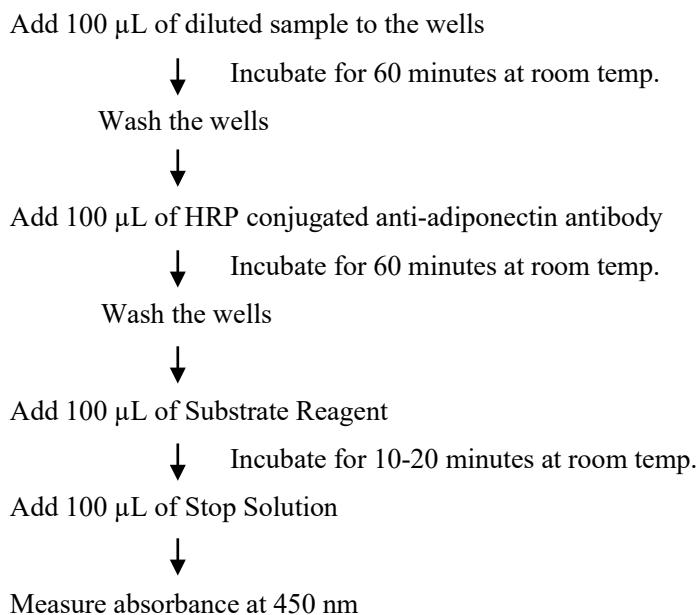 Add 100 µL of diluted sample to the wells
Incubate for 60 minutes at room temp.
Wash the wells
Add 100 µL of HRP conjugated anti-adiponectin antibody
Incubate for 60 minutes at room temp.
Wash the wells
Add 100 µL of Substrate Reagent
Incubate for 10-20 minutes at room temp.
Add 100 µL of Stop Solution
Measure absorbance at 450 nm